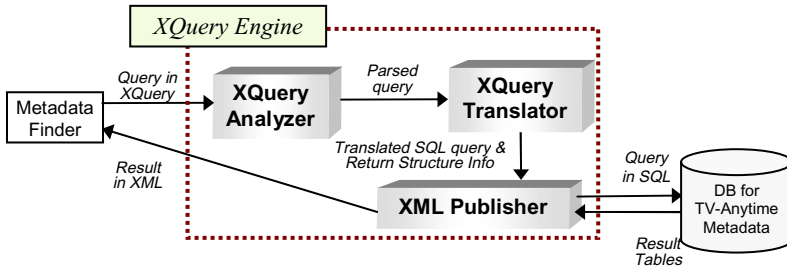 XQuery Engine
Query in
XQuery
XQuery
Analyzer
Parsed
query
XQuery
Translator
Metadata
Finder
Translated SQL query &
Return Structure Info
Result
in XML
XML Publisher
Query
in SQL
DB for
TV-Anytime
Metadata
Result
Tables